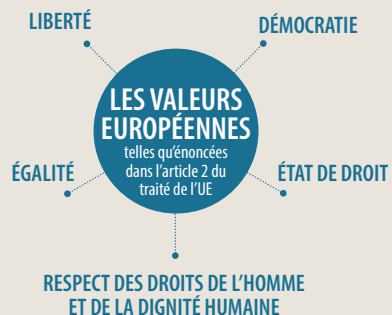 LIBERTÉ
DÉMOCRATIE
LES VALEURS
EUROPÉENNES
telles qu'énoncées
dans l'article 2 du
traité de l'UE
ÉGALITÉ
ÉTAT DE DROIT
RESPECT DES DROITS DE L'HOMME
ET DE LA DIGNITÉ HUMAINE